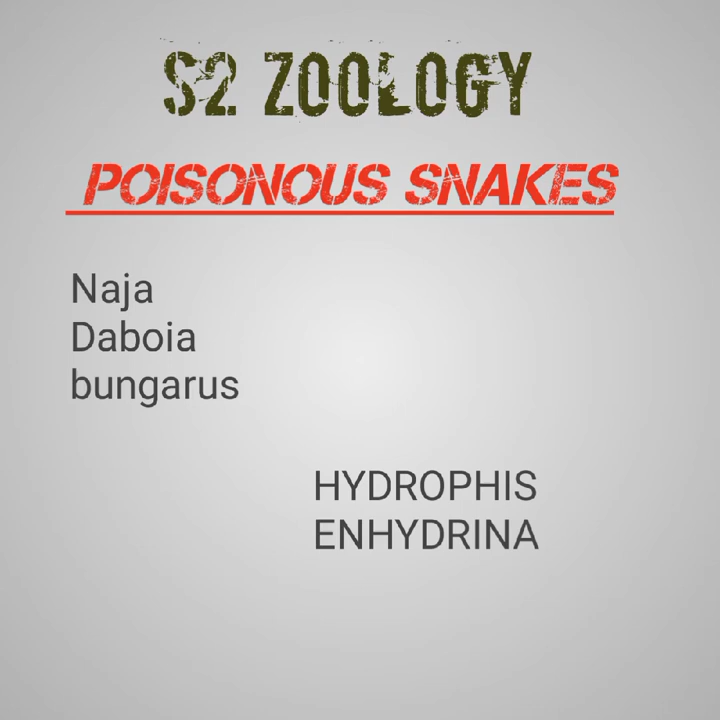 S2 ZOOLOGY
POISONOUS SNAKES
Naja
Daboia
bungarus
HYDROPHIS
ENHYDRINA